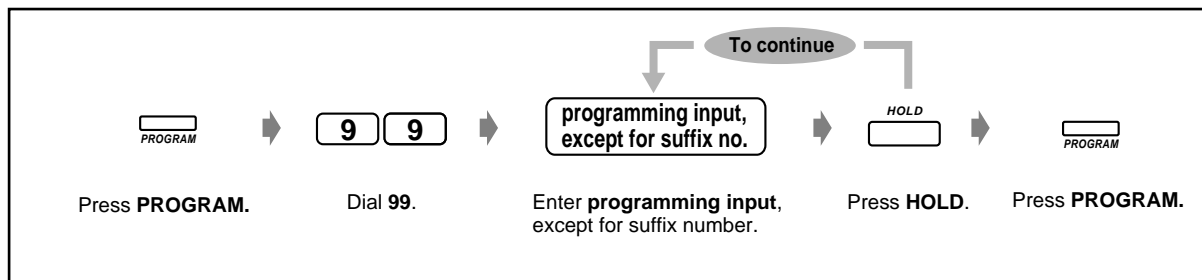 To continue
programming input,
except for suffix no.
HOLD
PROGRAM
9 9
PROGRAM
Press PROGRAM.
Dial 99.
Enter programming input,
except for suffix number.
Press HOLD.
Press PROGRAM.